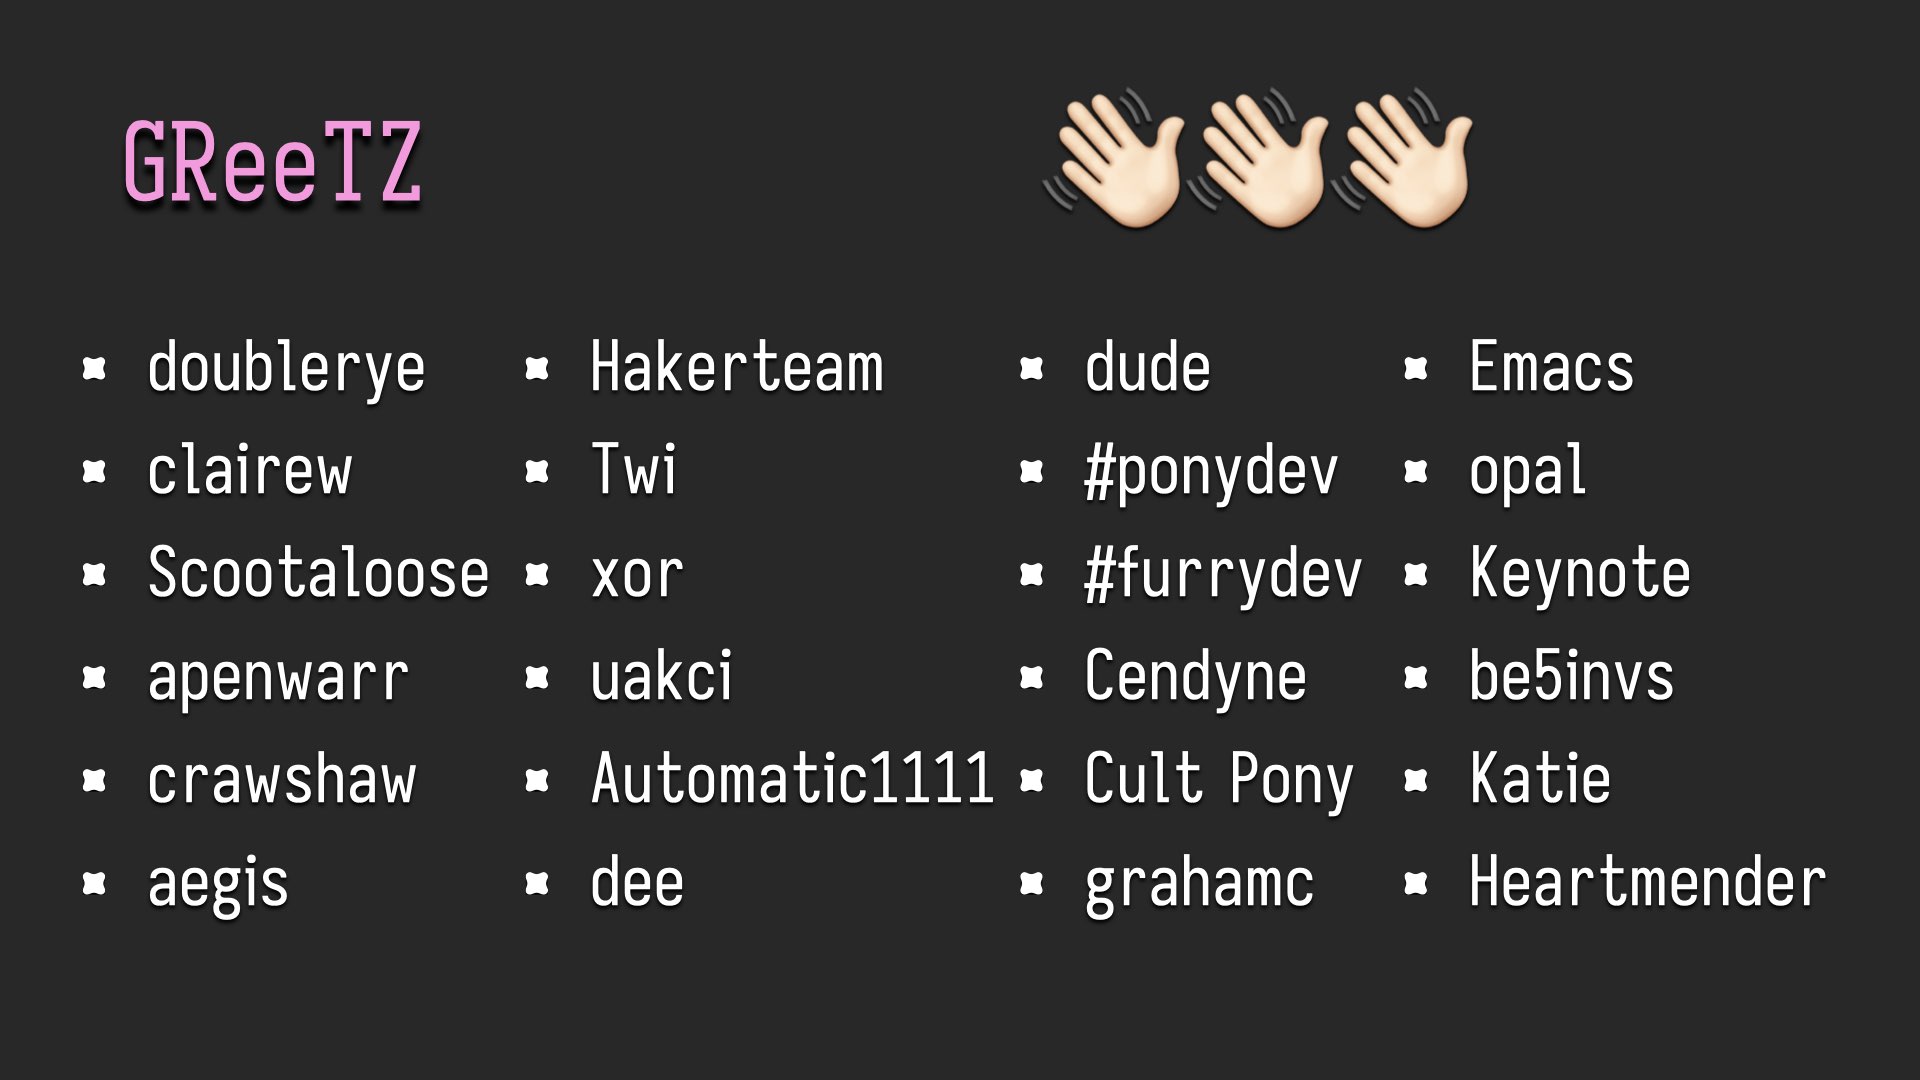 GReeTZ 👋🏻👋🏻👋🏻
doublerye
clairew
Scootaloose
apenwarr
crawshaw
aegis
Hakerteam
Twi
xor
uakci
Automatic1111
dee
dude
#ponydev
#furrydev
Cendyne
Cult Pony
grahamc
Emacs
opal
Keynote
be5invs
Katie
Heartmender